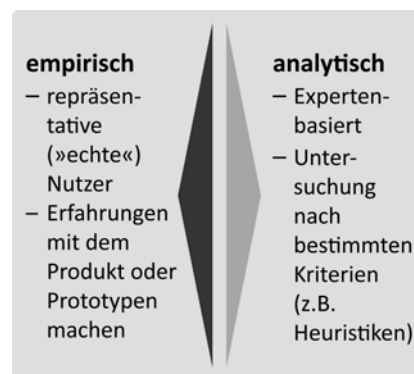 empirisch
– repräsen-
tative
(»echte«)
Nutzer
– Erfahrungen
mit dem
Produkt oder
Prototypen
machen
analytisch
– Experten-
basiert
– Unter-
suchung
nach
bestimmten
Kriterien
(z.B.
Heuristiken)